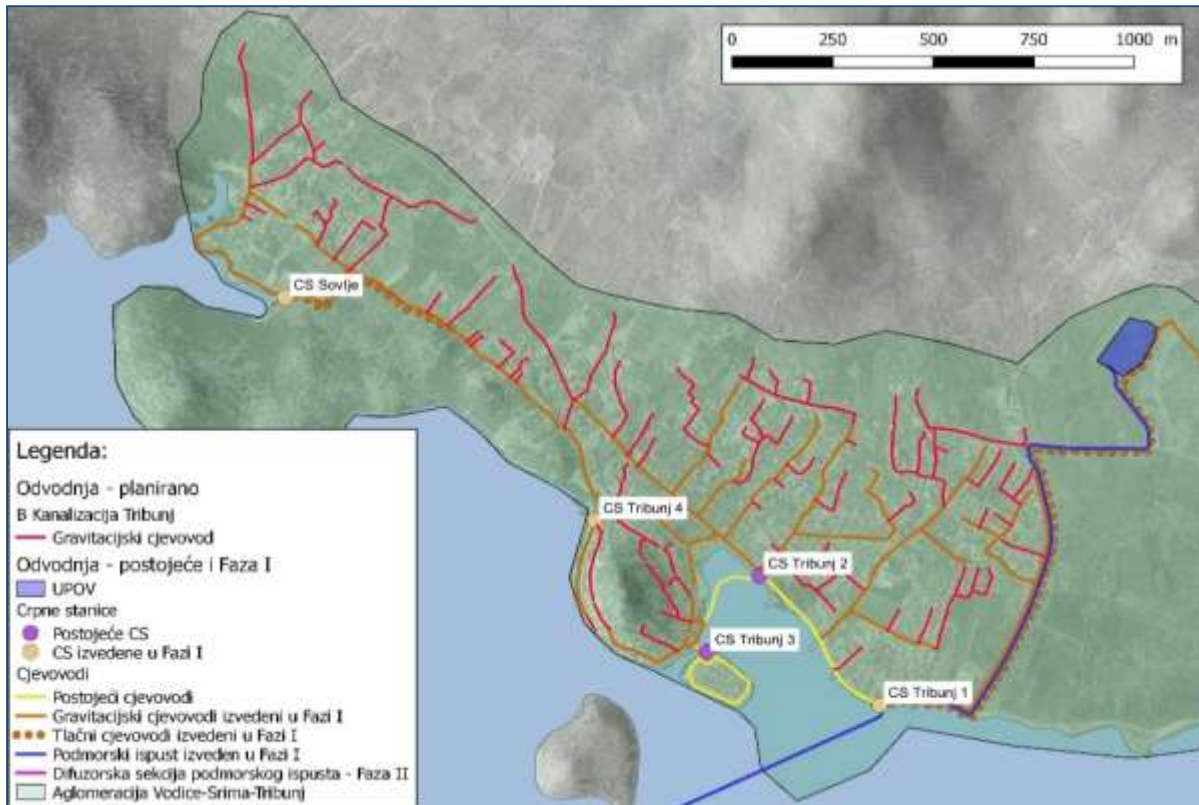 0 250 500 750 1000 m
CS Sovlje
CS Tribunj 4
CS Tribunj 2
CS Tribunj 3
CS Tribunj 1
Legenda:
Odvodnja - planirano
B Kanalizacija Tribunj
Gravitacijski cjevovod
Odvodnja - postojeće i Faza I
UPOV
Crpne stanice
Postojeće CS
CS izvedene u Fazi I
Cjevovodi
Postojeći cjevovodi
Gravitacijski cjevovodi izvedeni u Fazi I
Tlačni cjevovodi izvedeni u Fazi I
Podmorski ispust izveden u Fazi I
Difuzorska sekcija podmorskog ispusta - Faza II
Aglomeracija Vodice-Srima-Tribunj